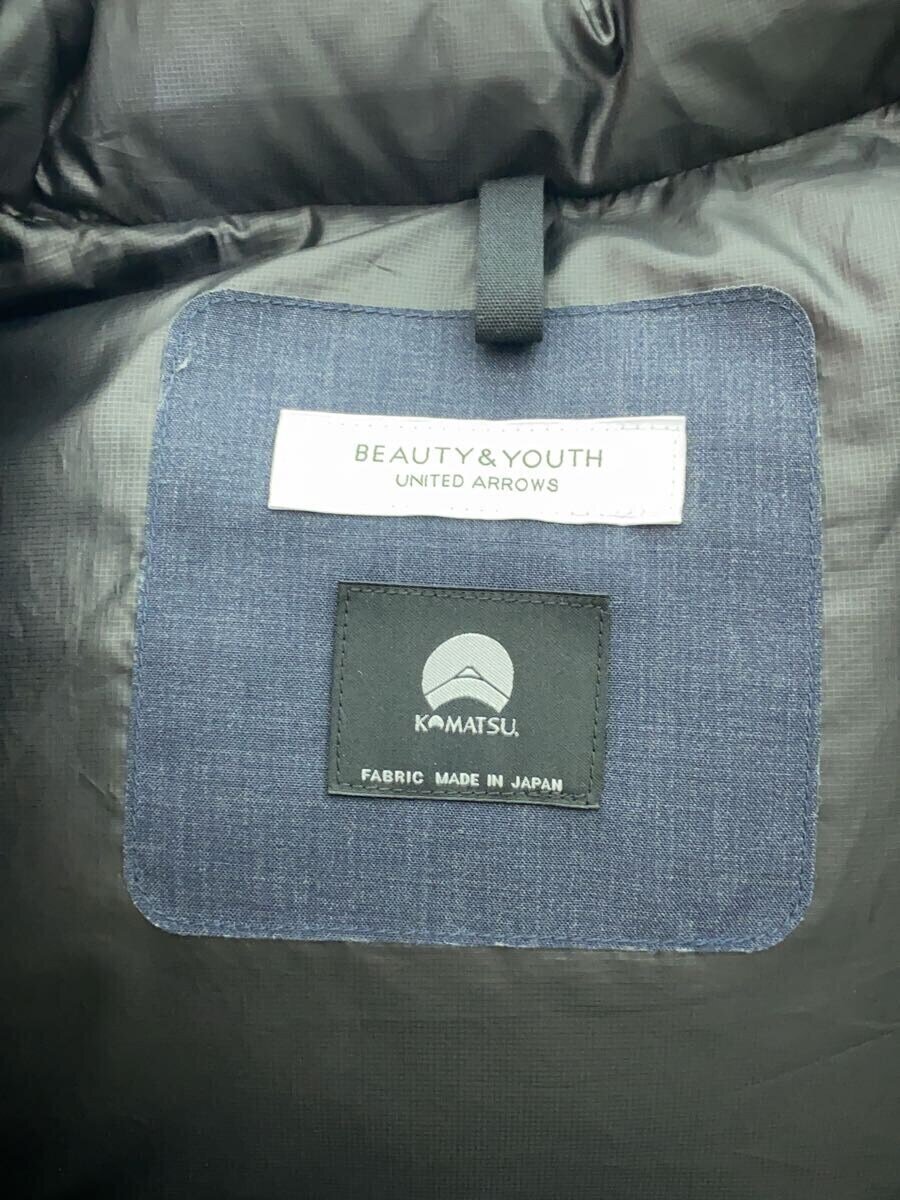 BEAUTY&YOUTH
UNITED ARROWS
KOMATSU.
FABRIC MADE IN JAPAN